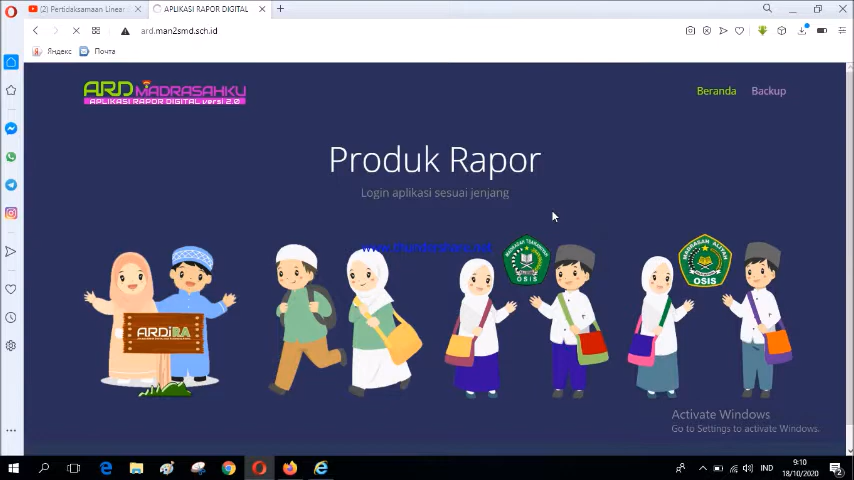 (2) Pertidaksamaan Linear
APLIKASI RAPOR DIGITAL
ard.man2smd.sch.id
Яндекс
Почта
ARD MADRASAHKU
APLIKASI RAPOR DIGITAL versi 2.0
Beranda
Backup
Produk Rapor
Login aplikasi sesuai jenjang
OSIS
OSIS
ARDiRA
Activate Windows
Go to Settings to activate Windows.
IND
9:10
18/10/2020
2